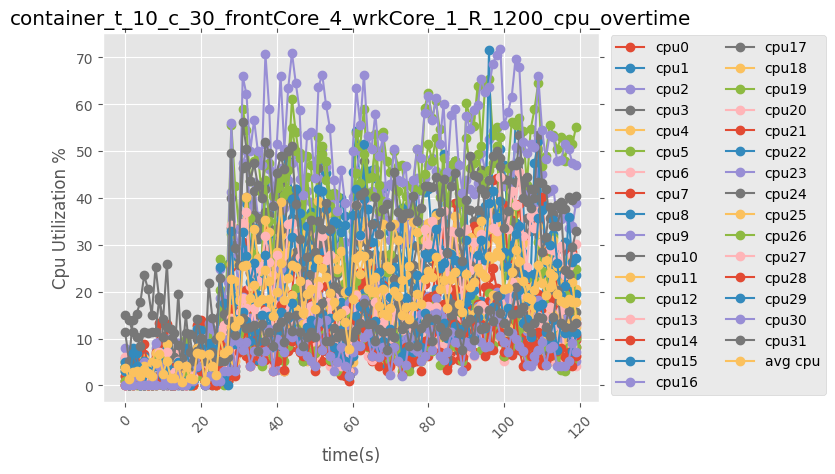 container_t_10_c_30_frontCore_4_wrkCore_1_R_1200_cpu_overtime
Cpu Utilization %
70
60
50
40
30
20
10
0
0
20
40
60
80
100
120
time(s)
cpu0
cpu1
cpu2
cpu3
cpu4
cpu5
cpu6
cpu7
cpu8
cpu9
cpu10
cpu11
cpu12
cpu13
cpu14
cpu15
cpu16
cpu17
cpu18
cpu19
cpu20
cpu21
cpu22
cpu23
cpu24
cpu25
cpu26
cpu27
cpu28
cpu29
cpu30
cpu31
avg cpu